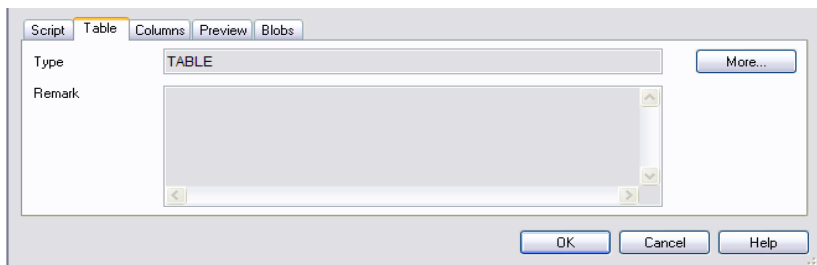 Script Table Columns Preview Blobs
Type TABLE More...
Remark
OK Cancel Help